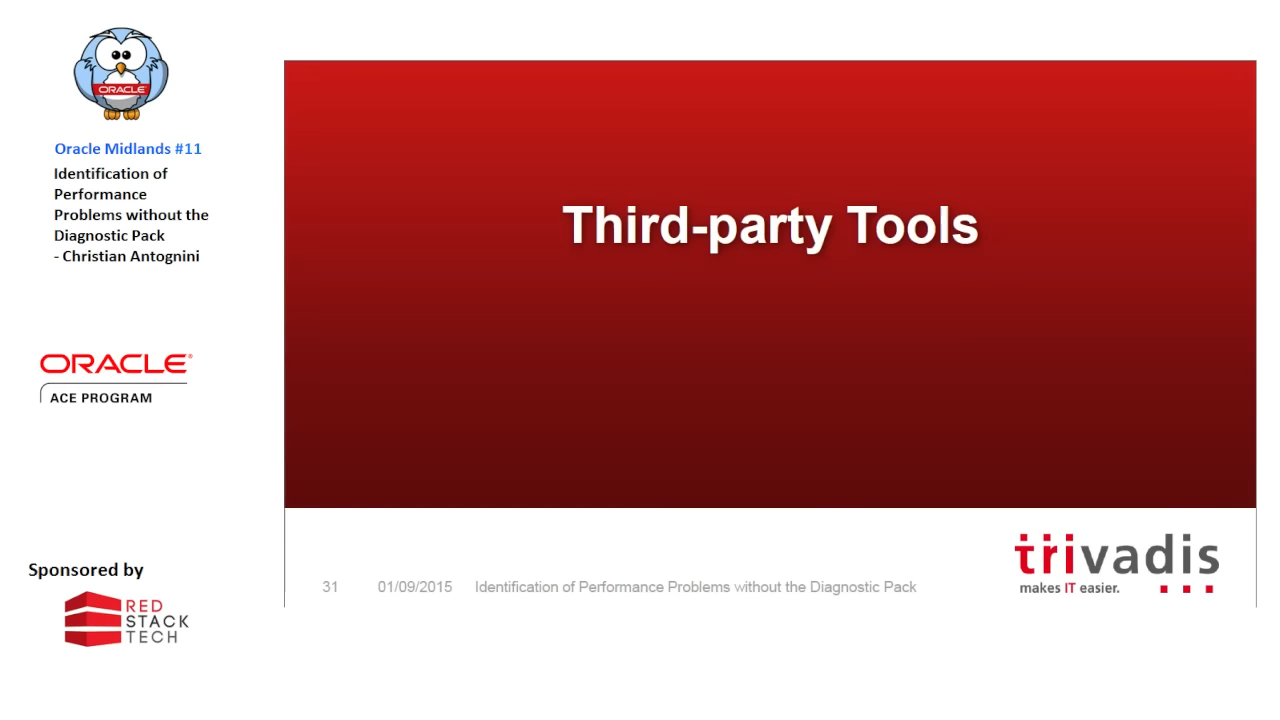 ORACLE
Oracle Midlands #11
Identification of
Performance
Problems without the
Diagnostic Pack
- Christian Antognini
ORACLE®
ACE PROGRAM
Sponsored by
RED
STACK
TECH
Third-party Tools
31 01/09/2015 Identification of Performance Problems without the Diagnostic Pack
trivadis
makes IT easier.